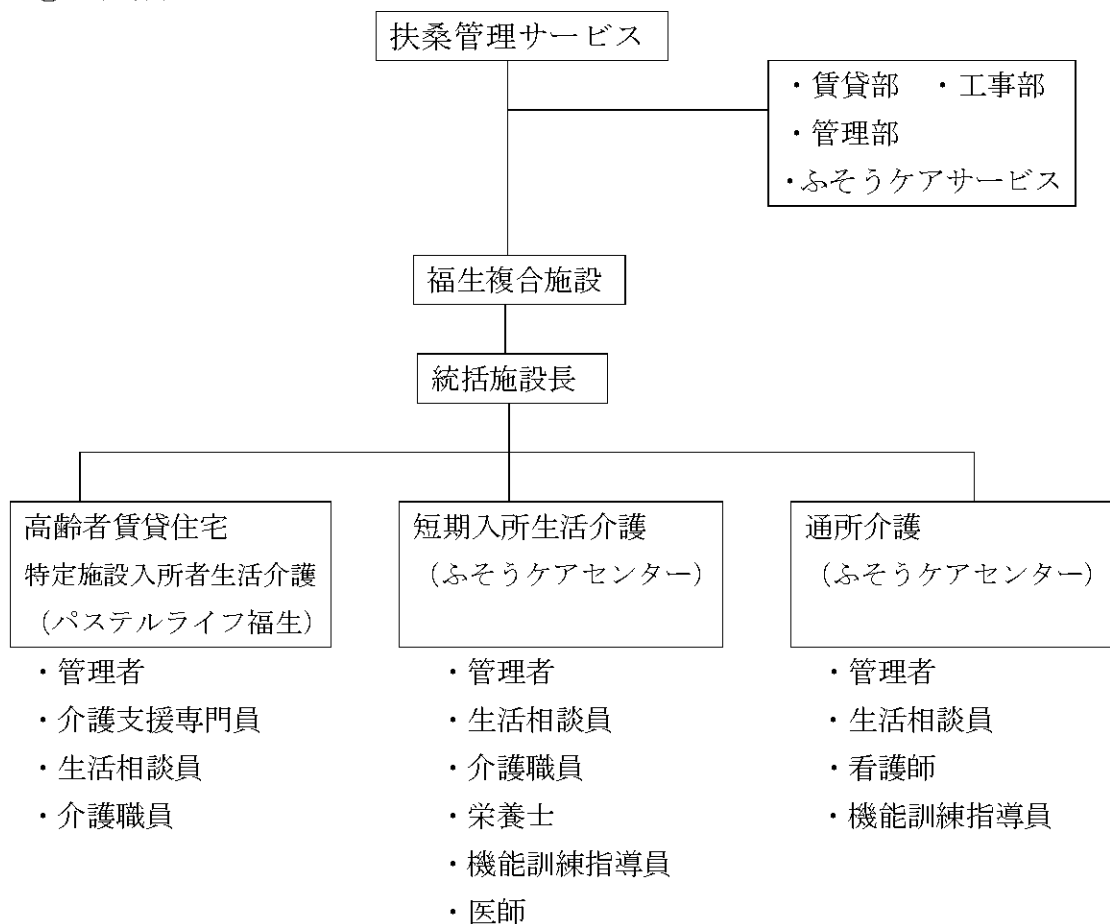 扶桑管理サービス
・賃貸部 ・工事部
・管理部
・ふそうケアサービス
福生複合施設
統括施設長
高齢者賃貸住宅
特定施設入所者生活介護
（パステルライフ福生）
・管理者
・介護支援専門員
・生活相談員
・介護職員
短期入所生活介護
（ふそうケアセンター）
・管理者
・生活相談員
・介護職員
・栄養士
・機能訓練指導員
・医師
通所介護
（ふそうケアセンター）
・管理者
・生活相談員
・看護師
・機能訓練指導員